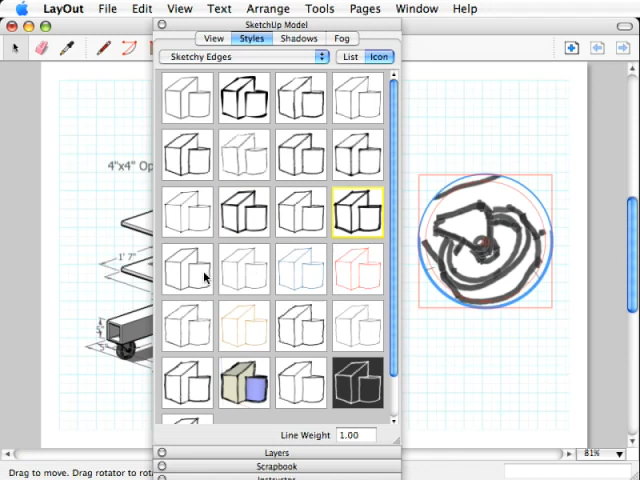 LayOut File Edit View Text Arrange Tools Pages Window Help
SketchUp Model
View Styles Shadows Fog
Sketchy Edges List Icon
4"x4" Op
1' 7"
Line Weight 1.00
Layers
81%
Scrapbook
Drag to move. Drag rotator to rota
Instructor